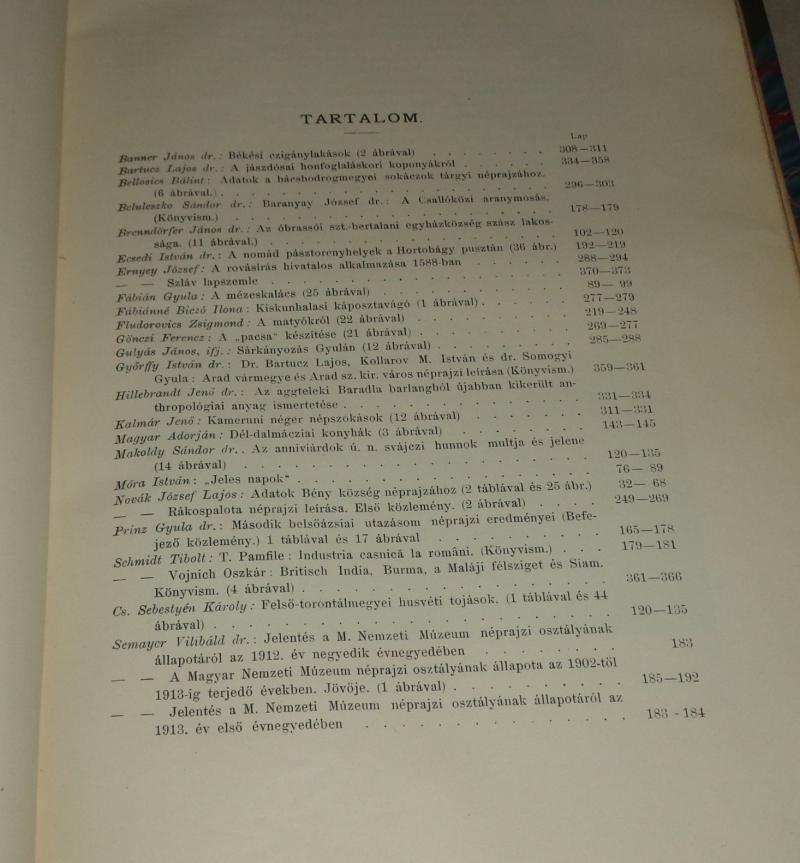 TARTALOM.
Lap
Banner János dr.: Békési czigánylakások (2 ábrával) . . . . . . . 308—311
Bartucz Lajos dr.: A jászdósai honfoglaláskori koponyákról . . . . . 334—358
Bellosics Bálint: Adatok a bácsbodrogmegyei sokáczok tárgyi néprajzához.
(6 ábrával.) . . . . . . . . . . . . 296—303
Beluleszko Sándor dr.: Baranyay József dr.: A Csallóközi aranymosás.
(Könyvism.) . . . . . . . . . . . . 178—179
Brenndörfer János dr.: Az óbrassói szt.-bertalani egyházközség szász lakos-
sága. (11 ábrával.) . . . . . . . . . . . 102—120
Ecsedi István dr.: A nomád pásztorenyhelyek a Hortobágy pusztán (36 ábr.) 192—219
Ernyey József: A rovásírás hivatalos alkalmazása 1588-ban . . . . . 288—294
— — Szláv lapszemle . . . . . . . . . . . 370—373
Fábián Gyula: A mézeskalács (25 ábrával) . . . . . . . . 89— 99
Fábiánné Biczó Ilona: Kiskunhalasi káposztavágó (1 ábrával) . . . . 277—279
Fludorovics Zsigmond: A matyókról (22 ábrával) . . . . . . . 219—248
Gönczi Ferencz: A „pacsa" készítése (21 ábrával) . . . . . . . 269—277
Gulyás János, ifj.: Sárkányozás Gyulán (12 ábrával) . . . . . . 285—288
Győrffy István dr.: Dr. Bartucz Lajos, Kollarov M. István és dr. Somogyi
Gyula: Arad vármegye és Arad sz. kir. város néprajzi leírása (Könyvism.) 359—361
Hillebrandt Jenő dr.: Az aggteleki Baradla barlangból újabban kikerült an-
thropológiai anyag ismertetése . . . . . . . . . 331—334
Kalmár Jenő: Kameruni néger népszokások (12 ábrával) . . . . . . 311—331
Magyar Adorján: Dél-dalmácziai konyhák (3 ábrával) . . . . . . 143—145
Makoldy Sándor dr.. Az anniviárdok ú. n. svájczi hunnok multja és jelene
(14 ábrával) . . . . . . . . . . . . 120—135
Móra István: „Jeles napok" . . . . . . . . . . . 76— 89
Novák József Lajos: Adatok Bény község néprajzához (2 táblával és 25 ábr.) 32— 68
— — Rákospalota néprajzi leírása. Első közlemény. (2 ábrával) . . . . 249—269
Prinz Gyula dr.: Második belsőázsiai utazásom néprajzi eredményei (Befe-
jező közlemény.) 1 táblával és 17 ábrával . . . . . . . 165—178
Schmidt Tibolt: T. Pamfile: Industria casnică la români. (Könyvism.) . . . 179—181
— — Vojnich Oszkár: Britisch India, Burma, a Maláji félsziget és Siam.
Könyvism. (4 ábrával) . . . . . . . . . . 361—366
Cs. Sebestyén Károly: Felső-torontálmegyei husvéti tojások. (1 táblával és 44
ábrával) . . . . . . . . . . . . 120—135
Semayer Vilibáld dr.: Jelentés a M. Nemzeti Múzeum néprajzi osztályának
állapotáról az 1912. év negyedik évnegyedében . . . . . . 183
— — A Magyar Nemzeti Múzeum néprajzi osztályának állapota az 1902-től
1913-ig terjedő években. Jövője. (1 ábrával) . . . . . . . 185—192
— — Jelentés a M. Nemzeti Múzeum néprajzi osztályának állapotáról az
1913. év első évnegyedében . . . . . . . . . . 183-184